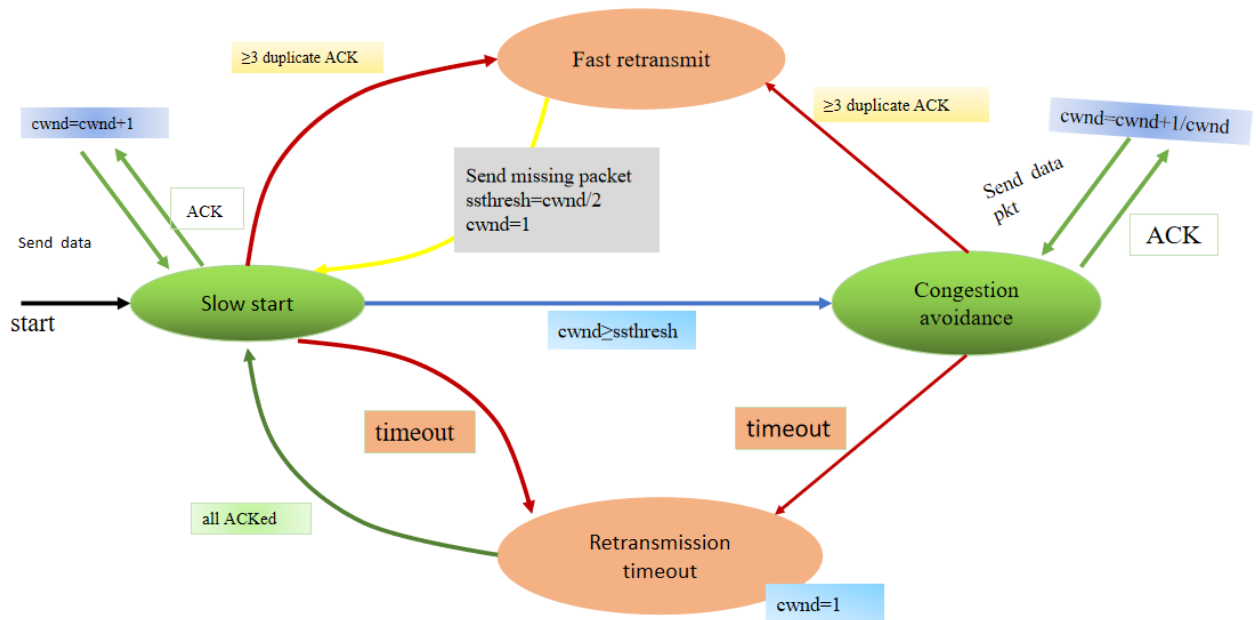 Fast retransmit
≥3 duplicate ACK
≥3 duplicate ACK
cwnd=cwnd+1
cwnd=cwnd+1/cwnd
Send missing packet
ssthresh=cwnd/2
cwnd=1
Send data
pkt
ACK
ACK
Send data
start
Slow start
Congestion
avoidance
cwnd≥ssthresh
timeout
timeout
all ACKed
Retransmission
timeout
cwnd=1